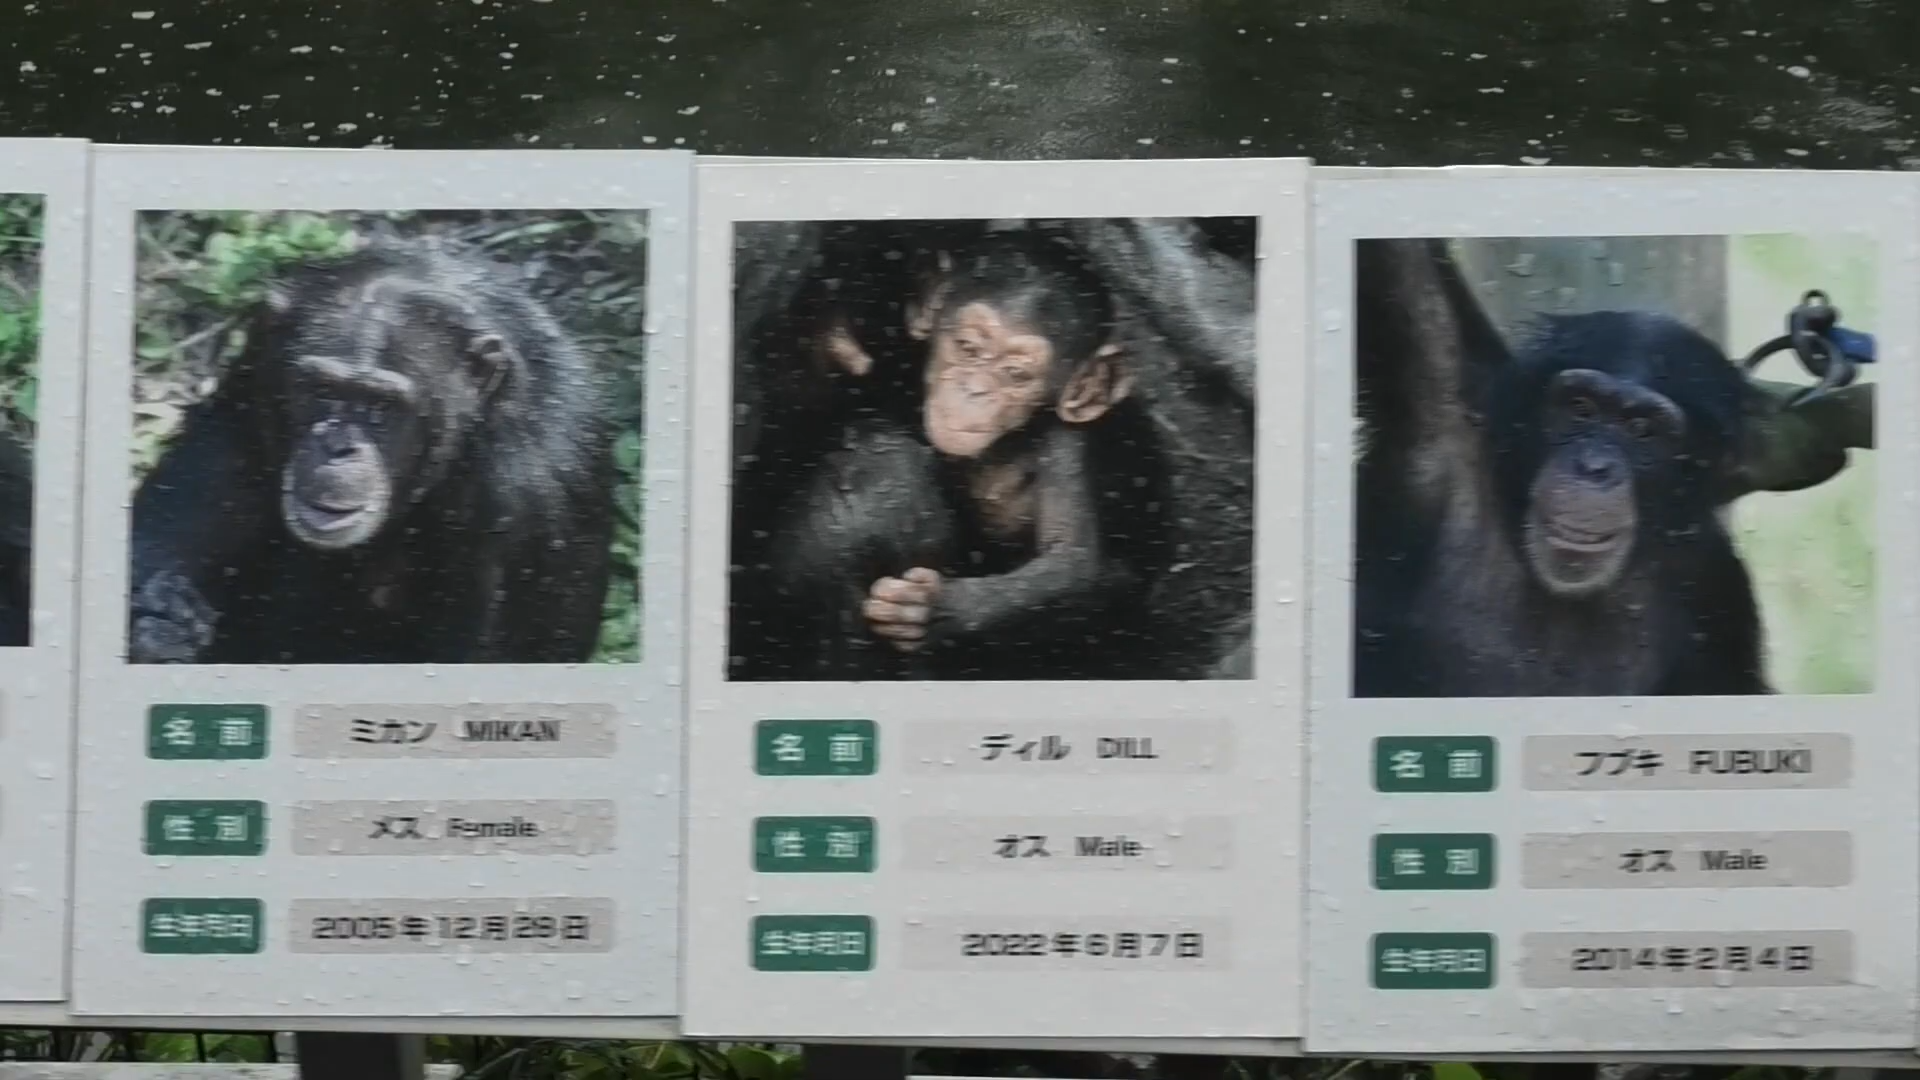 名前 ミカン MIKAN
性別 メス Female
生年月日 2005年12月29日
名前 ディル DILL
性別 オス Male
生年月日 2022年6月7日
名前 フブキ FUBUKI
性別 オス Male
生年月日 2014年2月4日